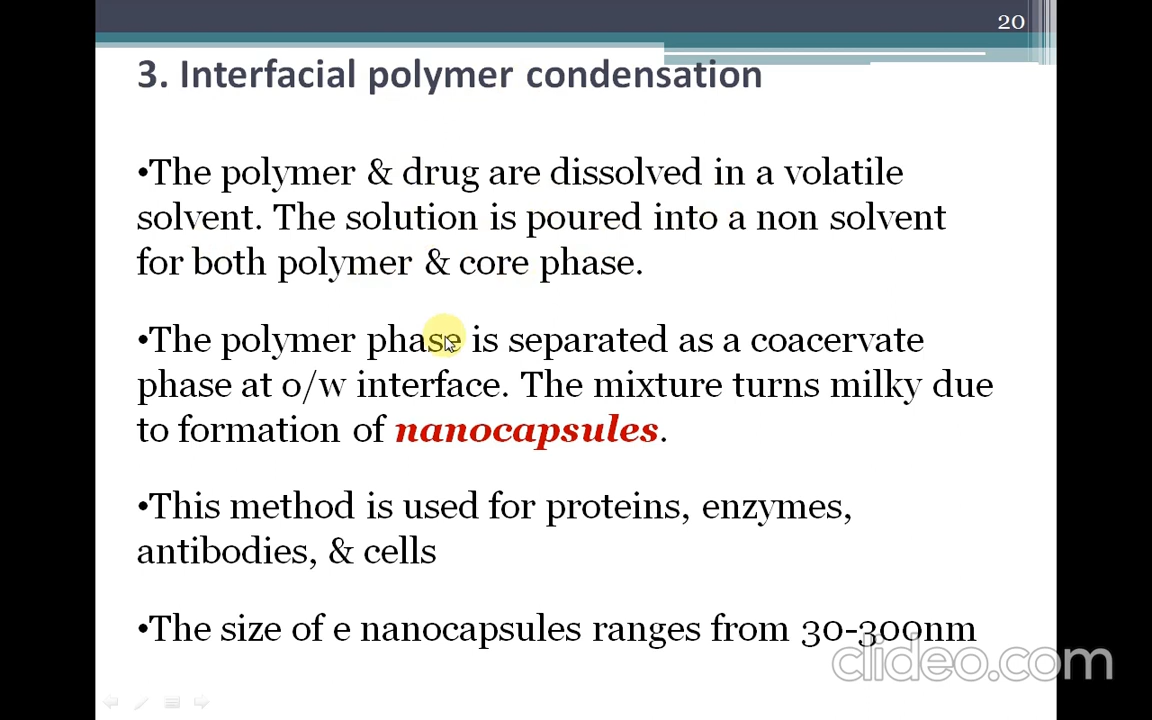 20
3. Interfacial polymer condensation
•The polymer & drug are dissolved in a volatile
solvent. The solution is poured into a non solvent
for both polymer & core phase.
•The polymer phase is separated as a coacervate
phase at o/w interface. The mixture turns milky due
to formation of nanocapsules.
•This method is used for proteins, enzymes,
antibodies, & cells
•The size of e nanocapsules ranges from 30-300nm
clideo.com